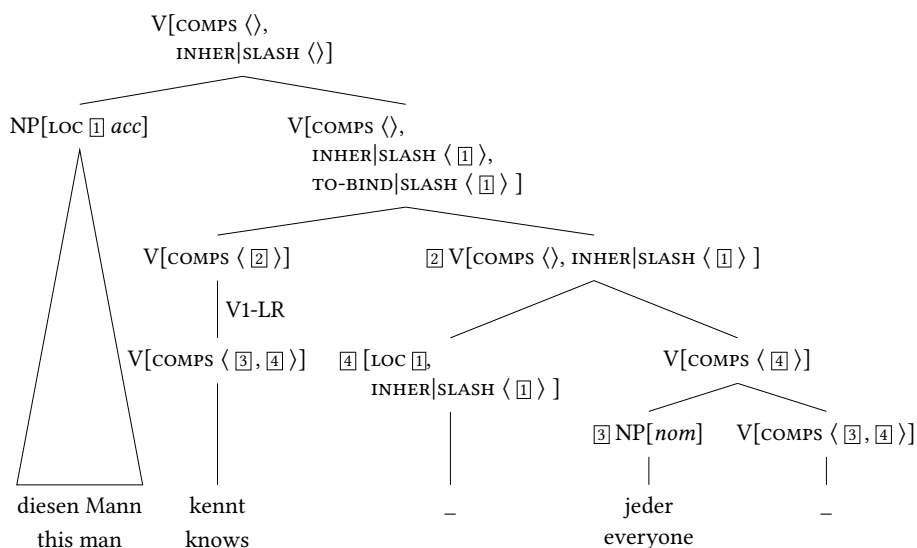 V[COMPS ⟨⟩,
INHER|SLASH ⟨⟩]
NP[LOC 1 acc]
V[COMPS ⟨⟩,
INHER|SLASH ⟨ 1 ⟩,
TO-BIND|SLASH ⟨ 1 ⟩ ]
V[COMPS ⟨ 2 ⟩]
2 V[COMPS ⟨⟩, INHER|SLASH ⟨ 1 ⟩ ]
V1-LR
V[COMPS ⟨ 3 , 4 ⟩]
4 [LOC 1,
INHER|SLASH ⟨ 1 ⟩ ]
V[COMPS ⟨ 4 ⟩]
3 NP[nom]
V[COMPS ⟨ 3 , 4 ⟩]
diesen Mann kennt _ jeder _
this man knows everyone